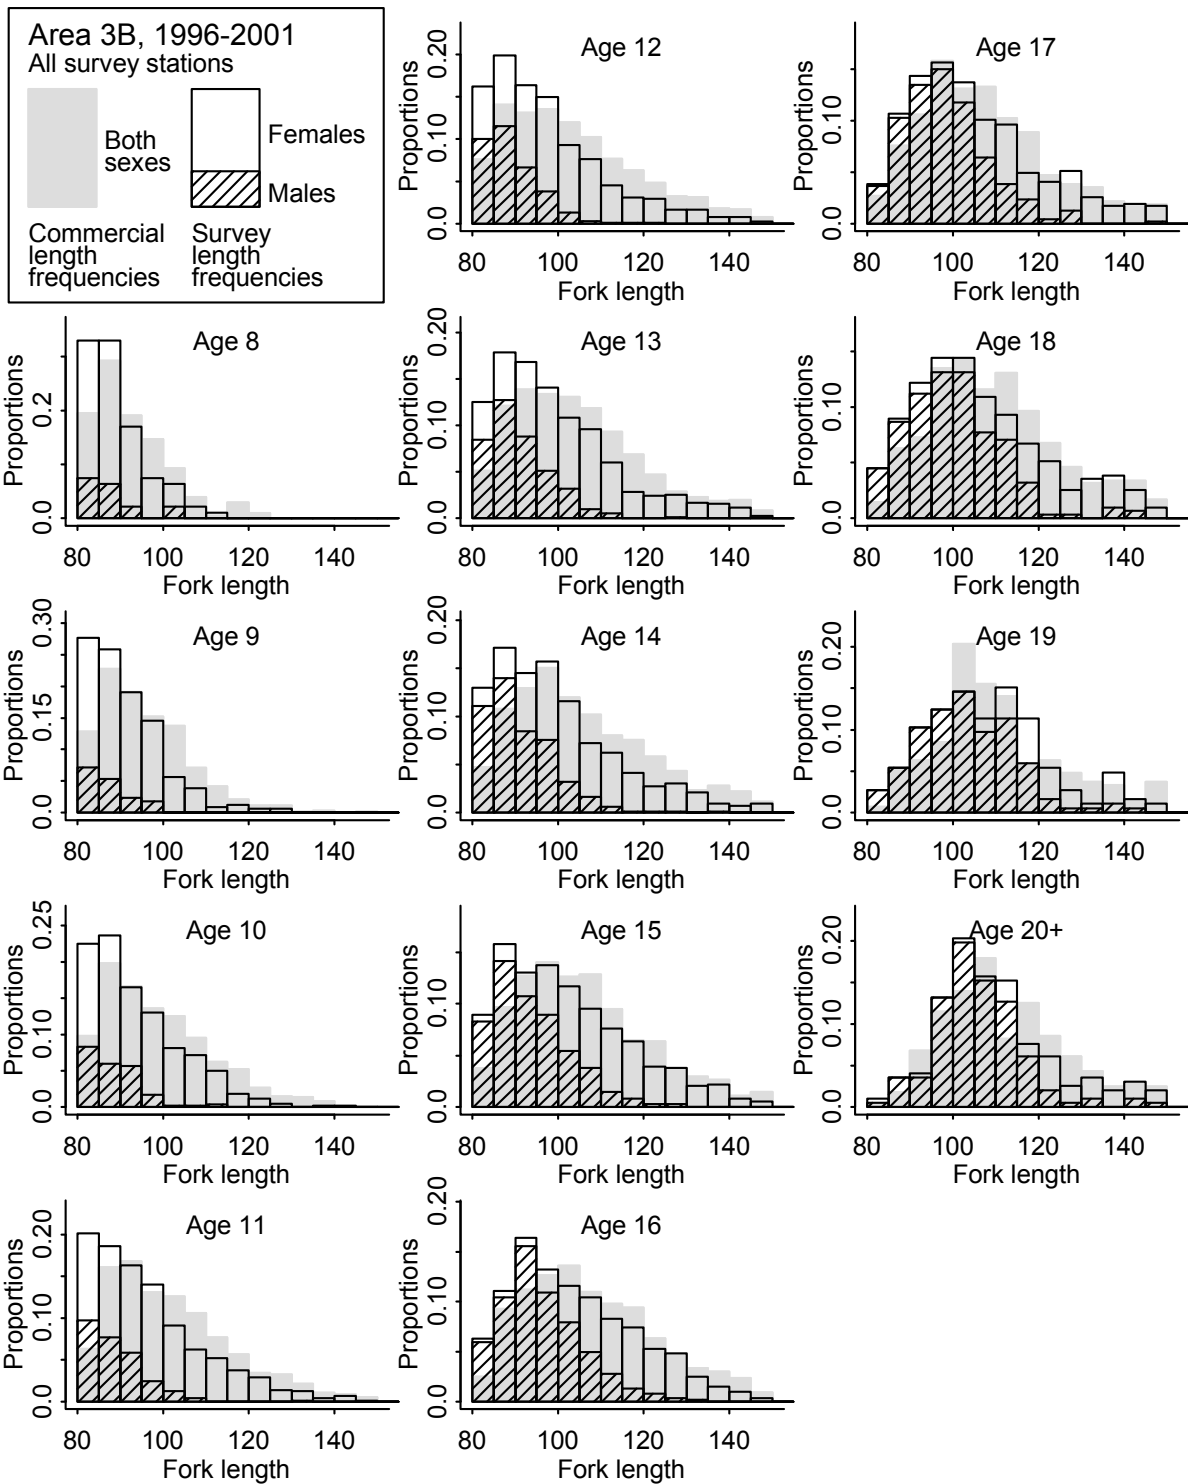 Area 3B, 1996-2001
All survey stations
Both
sexes
Females
Males
Commercial
length
frequencies
Survey
length
frequencies
Age 8
Proportions
0.0 0.2
80 100 120 140
Fork length
Age 9
Proportions
0.0 0.15 0.30
80 100 120 140
Fork length
Age 10
Proportions
0.0 0.10 0.25
80 100 120 140
Fork length
Age 11
Proportions
0.0 0.10 0.20
80 100 120 140
Fork length
Age 12
Proportions
0.0 0.10 0.20
80 100 120 140
Fork length
Age 13
Proportions
0.0 0.10 0.20
80 100 120 140
Fork length
Age 14
Proportions
0.0 0.10 0.20
80 100 120 140
Fork length
Age 15
Proportions
0.0 0.10
80 100 120 140
Fork length
Age 16
Proportions
0.0 0.10 0.20
80 100 120 140
Fork length
Age 17
Proportions
0.0 0.10
80 100 120 140
Fork length
Age 18
Proportions
0.0 0.10
80 100 120 140
Fork length
Age 19
Proportions
0.0 0.10 0.20
80 100 120 140
Fork length
Age 20+
Proportions
0.0 0.10 0.20
80 100 120 140
Fork length